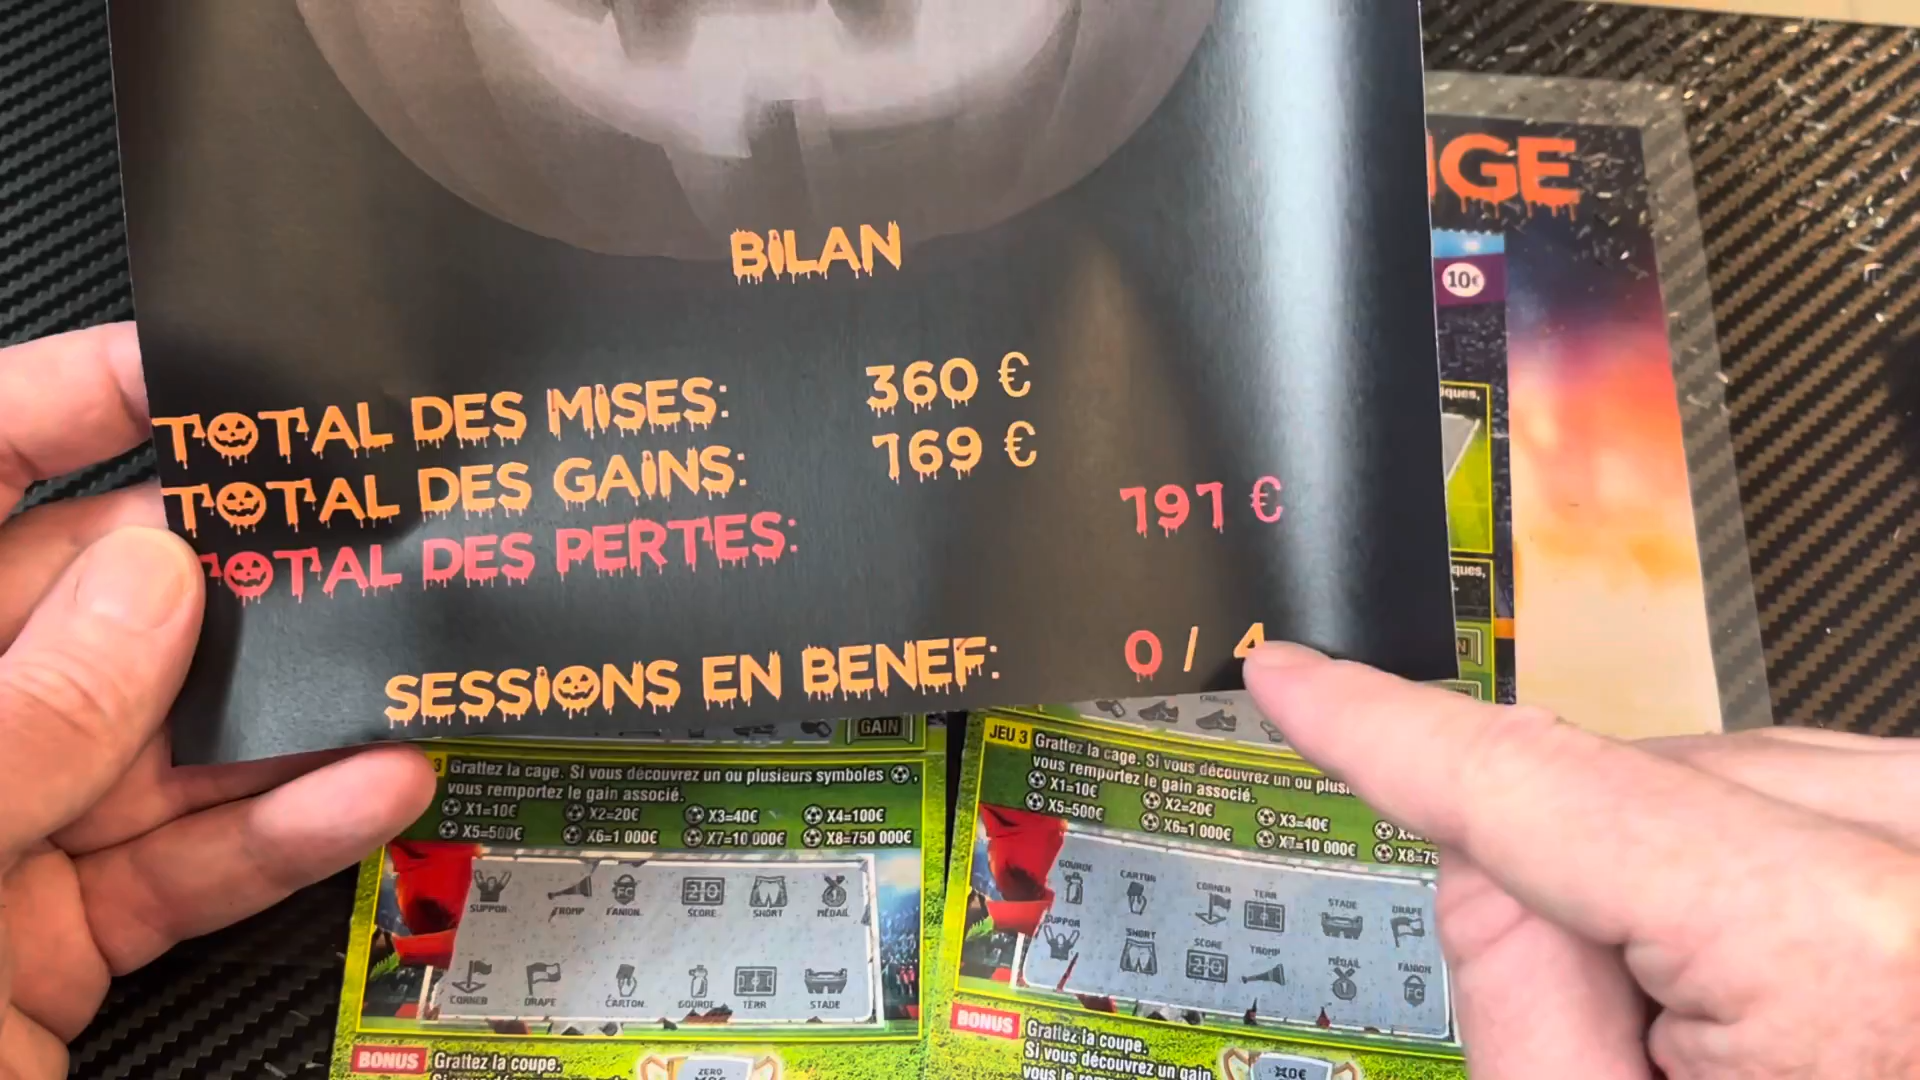 BILAN
TOTAL DES MISES: 360 €
TOTAL DES GAINS: 169 €
TOTAL DES PERTES: 191 €
SESSIONS EN BENEF: 0 / 4
10€
iques,
ques,
GAIN
3 Grattez la cage. Si vous découvrez un ou plusieurs symboles,
vous remportez le gain associé.
X1=10€ X2=20€ X3=40€ X4=100€
X5=500€ X6=1 000€ X7=10 000€ X8=750 000€
SUPPOR TROMP FANION SCORE SHORT MÉDAIL
CORNER DRAPE CARTON GOURDE TERR STADE
BONUS Grattez la coupe.
ZERO
JEU 3 Grattez la cage. Si vous découvrez un ou plusi
vous remportez le gain associé.
X1=10€ X2=20€ X3=40€
X5=500€ X6=1 000€ X7=10 000€ X8=75
GOURDE CARTON CORNER TERR STADE DRAPE
SUPPOR SHORT SCORE TROMP MÉDAIL FANION
BONUS Grattez la coupe.
Si vous découvrez un gain,